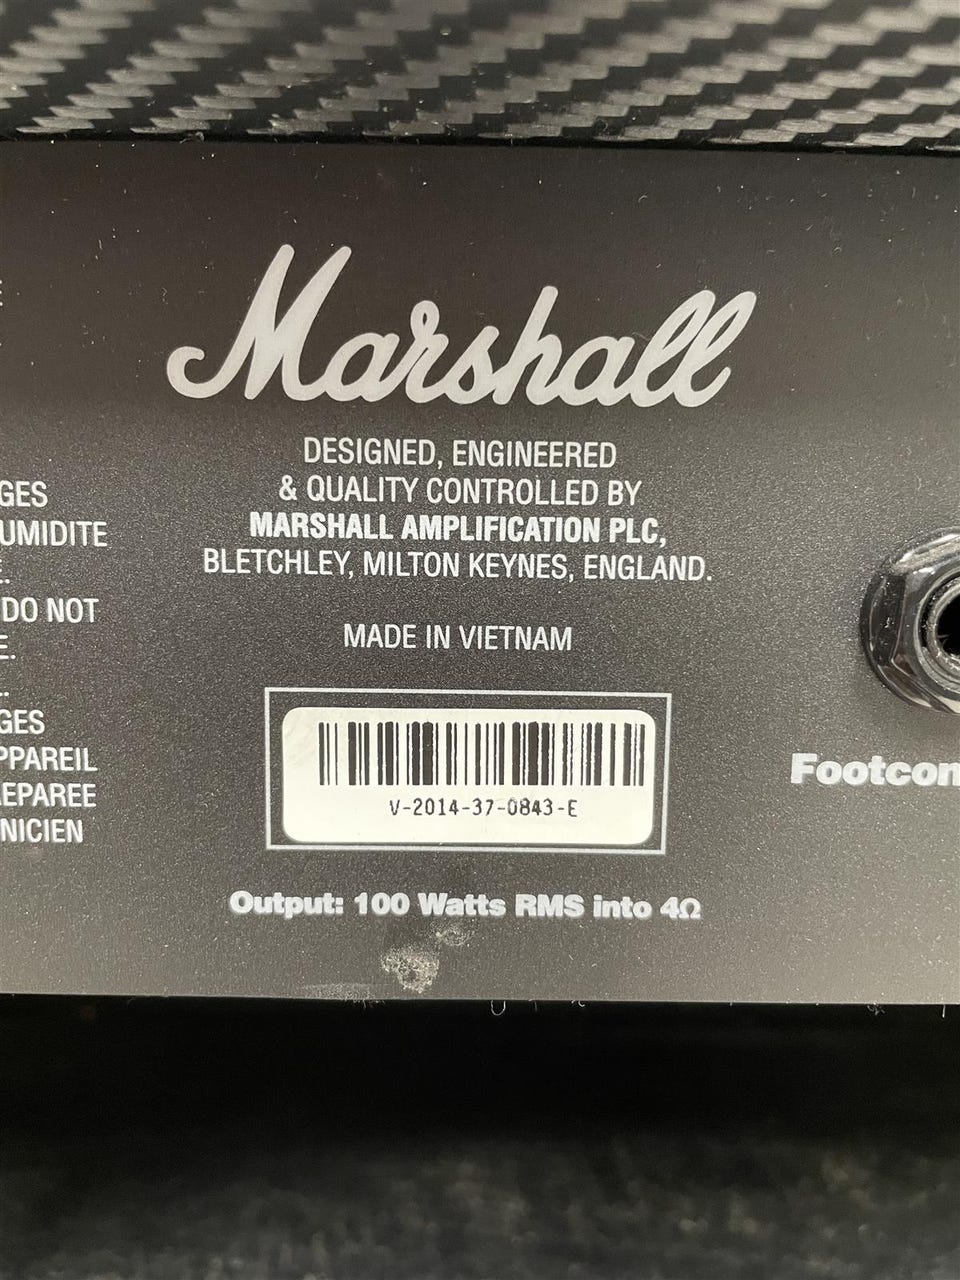 Marshall
DESIGNED, ENGINEERED
& QUALITY CONTROLLED BY
MARSHALL AMPLIFICATION PLC,
BLETCHLEY, MILTON KEYNES, ENGLAND.
MADE IN VIETNAM
V-2014-37-0843-E
Output: 100 Watts RMS into 4Ω
GES
UMIDITE
E.
DO NOT
E.
GES
PPAREIL
EPAREE
NICIEN
Footcon